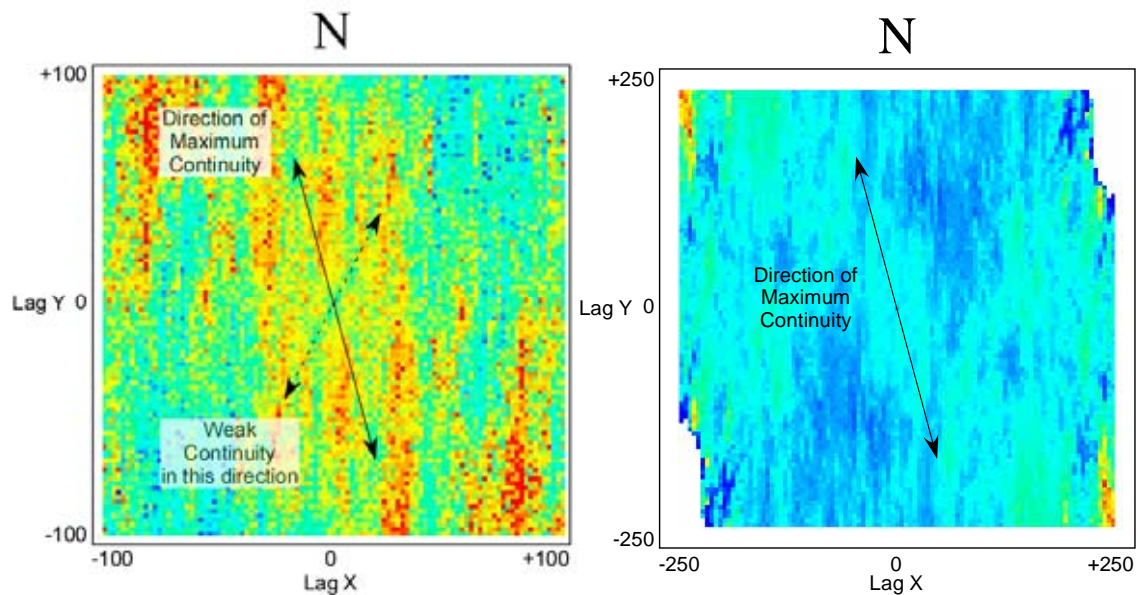 N
+100
Direction of
Maximum
Continuity
Lag Y 0
Weak
Continuity
in this direction
-100
-100 0 +100
Lag X
N
+250
Direction of
Maximum
Continuity
Lag Y 0
-250
-250 0 +250
Lag X